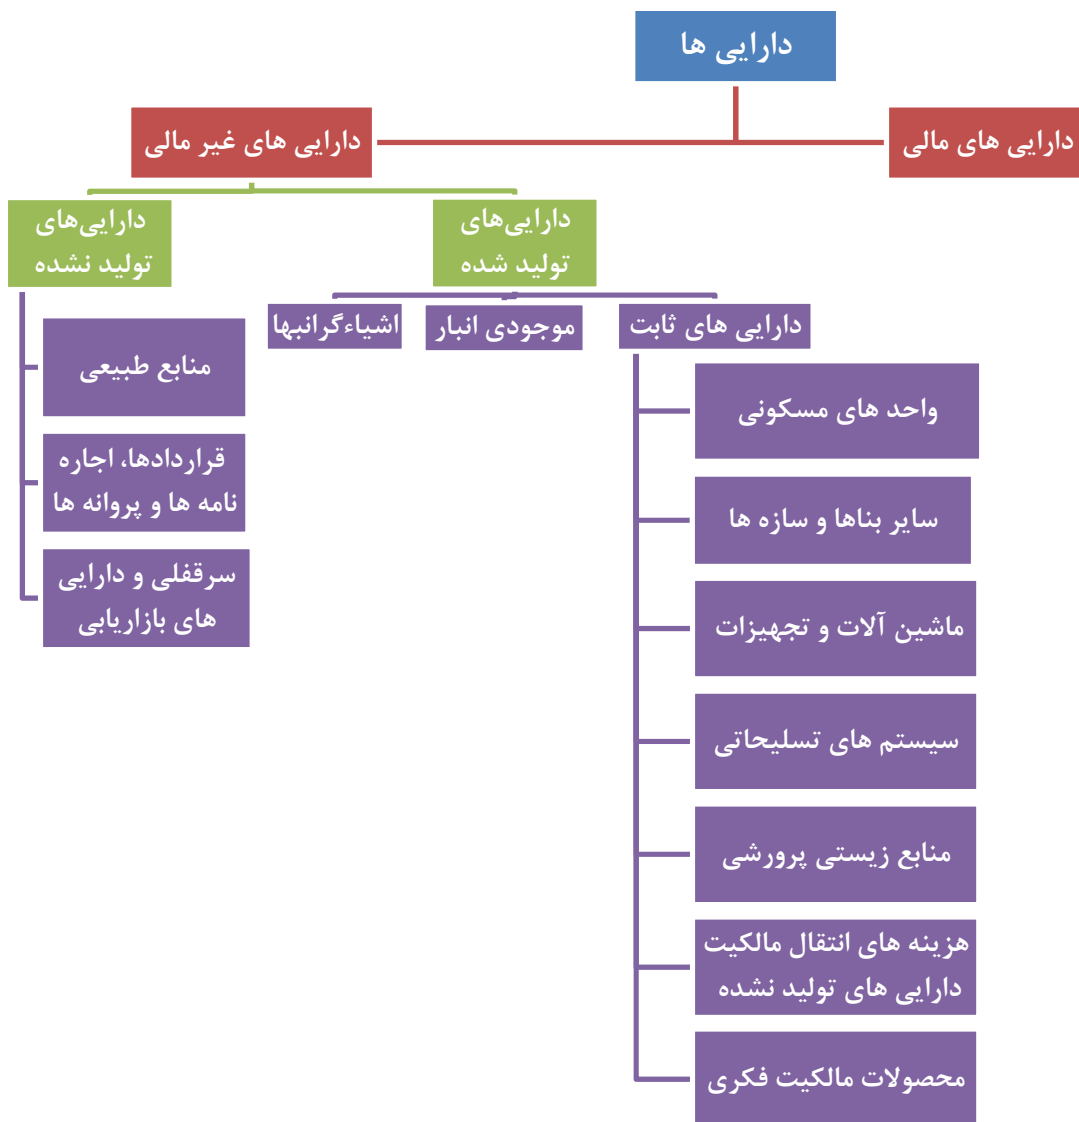 دارایی ها
دارایی های مالی
دارایی های غیر مالی
دارایی‌های
تولید شده
دارایی‌های
تولید نشده
دارایی های ثابت
موجودی انبار
اشیاءگرانبها
واحد های مسکونی
سایر بناها و سازه ها
ماشین آلات و تجهیزات
سیستم های تسلیحاتی
منابع زیستی پرورشی
هزینه های انتقال مالکیت
دارایی های تولید نشده
محصولات مالکیت فکری
منابع طبیعی
قراردادها، اجاره
نامه ها و پروانه ها
سرقفلی و دارایی
های بازاریابی